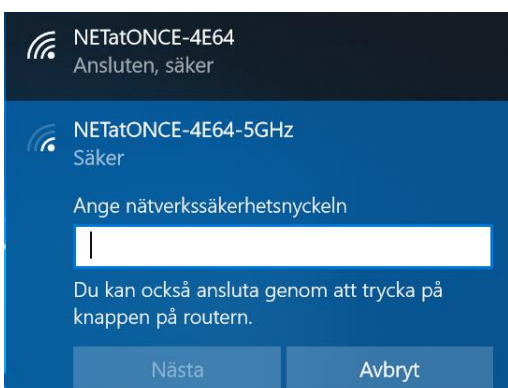 NETatONCE-4E64
Ansluten, säker
NETatONCE-4E64-5GHz
Säker
Ange nätverkssäkerhetsnyckeln
Du kan också ansluta genom att trycka på
knappen på routern.
Nästa
Avbryt